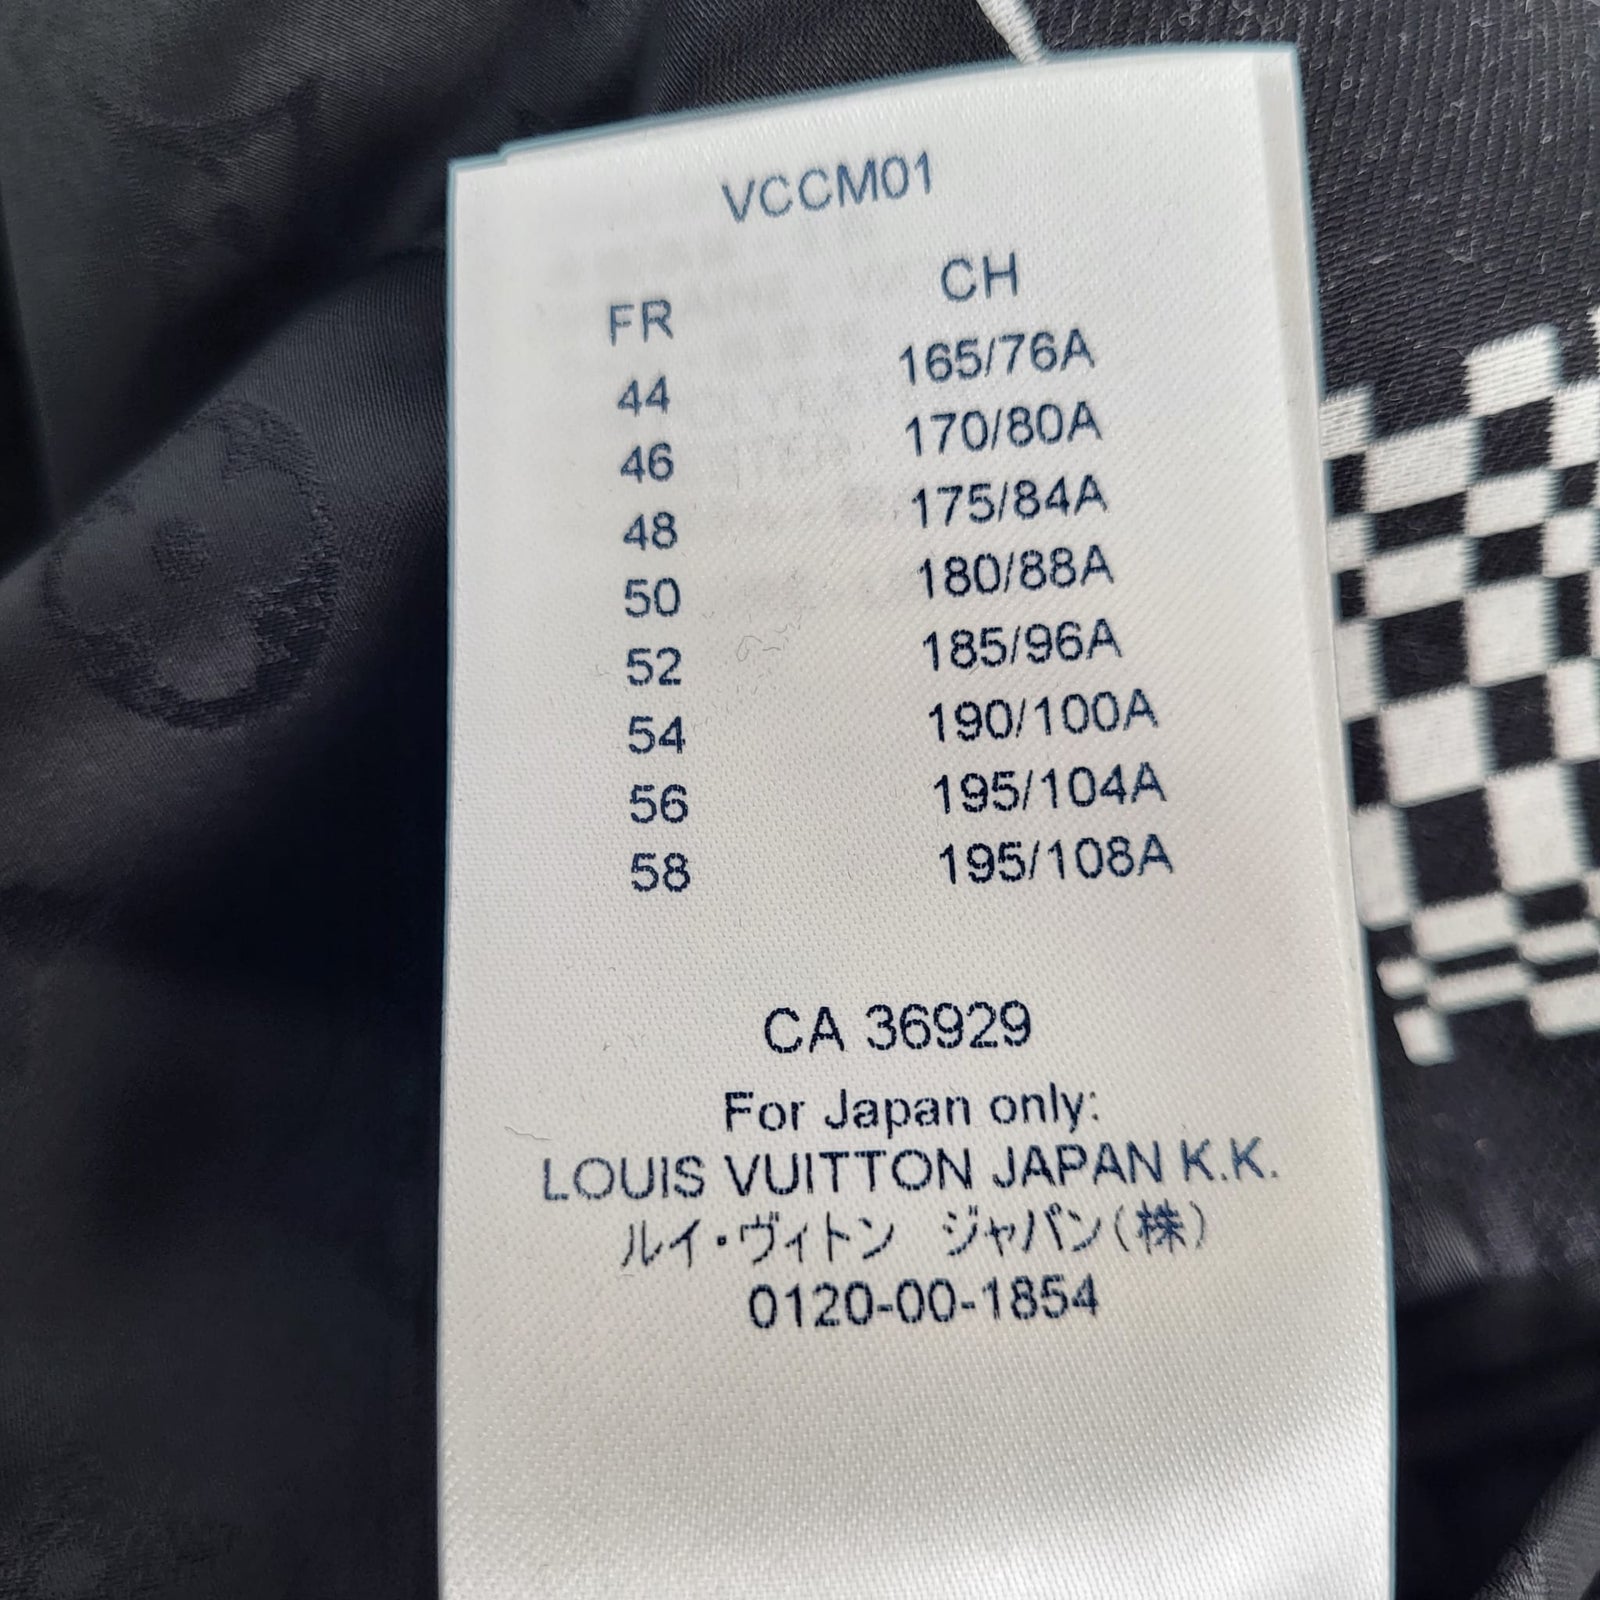 VCCM01
FR CH
44 165/76A
46 170/80A
48 175/84A
50 180/88A
52 185/96A
54 190/100A
56 195/104A
58 195/108A
CA 36929
For Japan only:
LOUIS VUITTON JAPAN K.K.
ルイ・ヴィトン ジャパン(株)
0120-00-1854